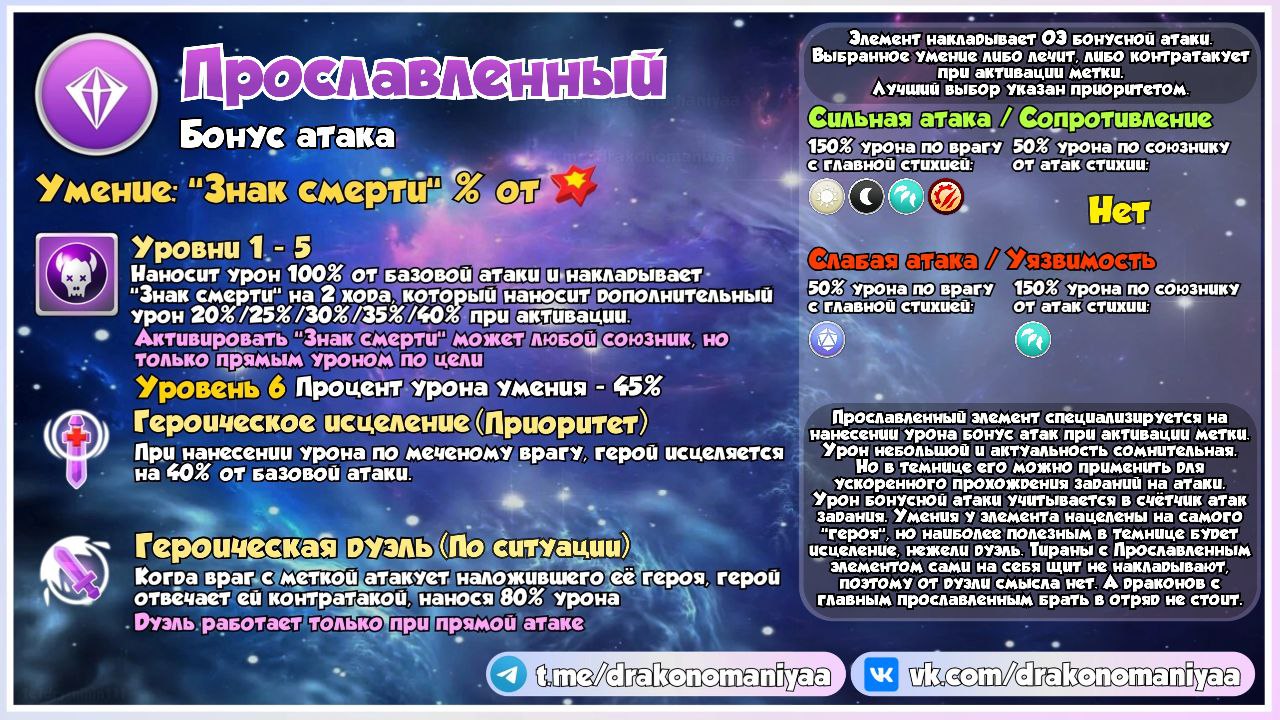 Прославленный
Бонус атака
Умение: "Знак смерти" % от
Уровни 1 - 5
Наносит урон 100% от базовой атаки и накладывает
"Знак смерти" на 2 хода, который наносит дополнительный
урон 20%/25%/30%/35%/40% при активации.
Активировать "Знак смерти" может любой союзник, но
только прямым уроном по цели
Уровень 6 Процент урона умения - 45%
Героическое исцеление (Приоритет)
При нанесении урона по меченому врагу, герой исцеляется
на 40% от базовой атаки.
Героическая дуэль (По ситуации)
Когда враг с меткой атакует наложившего её героя, герой
отвечает ей контратакой, нанося 80% урона
Дуэль работает только при прямой атаке
Элемент накладывает ОЭ бонусной атаки.
Выбранное умение либо лечит, либо контратакует
при активации метки.
Лучший выбор указан приоритетом.
Сильная атака / Сопротивление
150% урона по врагу 50% урона по союзнику
с главной стихией: от атак стихии:
Нет
Слабая атака / Уязвимость
50% урона по врагу 150% урона по союзнику
с главной стихией: от атак стихии:
Прославленный элемент специализируется на
нанесении урона бонус атак при активации метки.
Урон небольшой и актуальность сомнительная.
Но в темнице его можно применить для
ускоренного прохождения заданий на атаки.
Урон бонусной атаки учитывается в счётчик атак
задания. Умения у элемента нацелены на самого
"героя", но наиболее полезным в темнице будет
исцеление, нежели дуэль. Тираны с Прославленным
элементом сами на себя щит не накладывают,
поэтому от дуэли смысла нет. А драконов с
главным прославленным брать в отряд не стоит.
t.me/drakonomaniyaa
vk.com/drakonomaniyaa